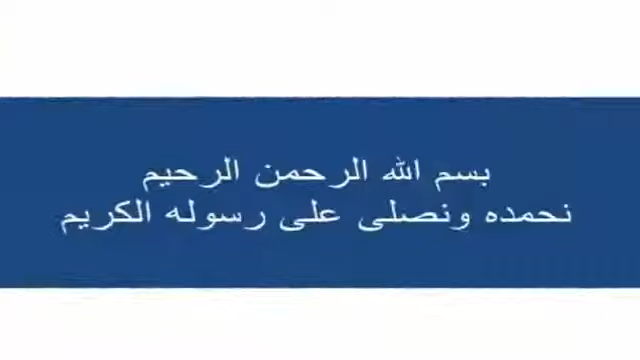 بسم الله الرحمن الرحيم
نحمده ونصلى على رسوله الكريم